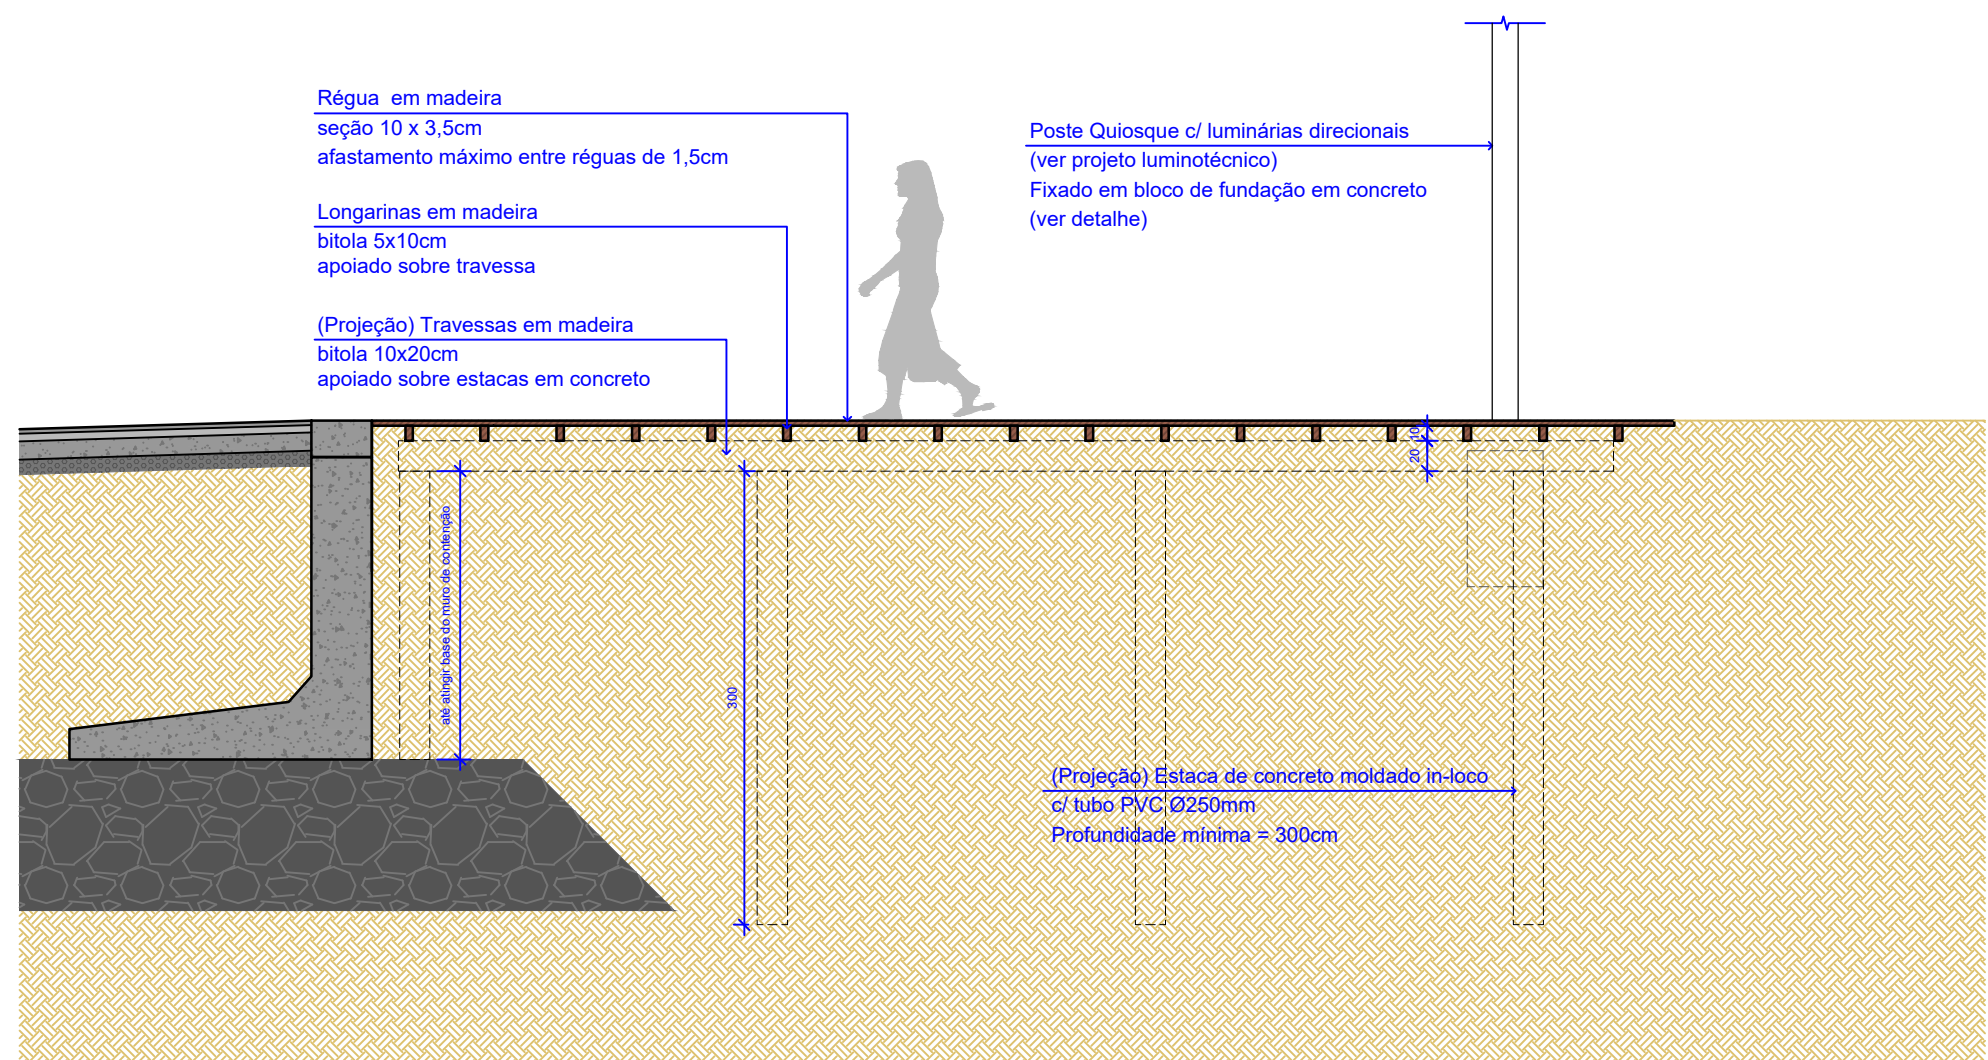 Régua  em madeira
seção 10 x 3,5cm
afastamento máximo entre réguas de 1,5cm
Longarinas em madeira
bitola 5x10cm
apoiado sobre travessa
(Projeção) Travessas em madeira
bitola 10x20cm
apoiado sobre estacas em concreto
Poste Quiosque c/ luminárias direcionais
(ver projeto luminotécnico)
Fixado em bloco de fundação em concreto
(ver detalhe)
10
20
até atingir base do muro de contenção
300
(Projeção) Estaca de concreto moldado in-loco
c/ tubo PVC Ø250mm
Profundidade mínima = 300cm